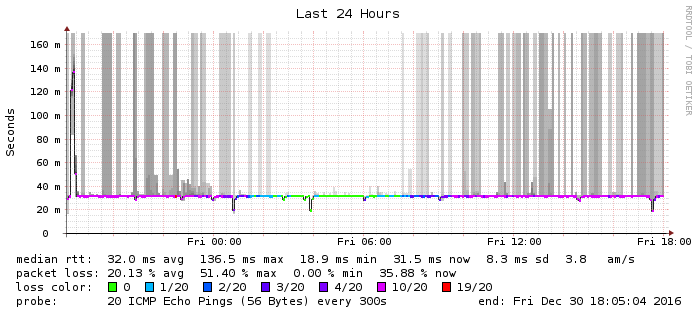 Last 24 Hours
RRDTOOL / TOBI OETIKER
Seconds
160 m
140 m
120 m
100 m
80 m
60 m
40 m
20 m
0
Fri 00:00 Fri 06:00 Fri 12:00 Fri 18:00
median rtt: 32.0 ms avg 136.5 ms max 18.9 ms min 31.5 ms now 8.3 ms sd 3.8 am/s
packet loss: 20.13 % avg 51.40 % max 0.00 % min 35.88 % now
loss color: 0 1/20 2/20 3/20 4/20 10/20 19/20
probe: 20 ICMP Echo Pings (56 Bytes) every 300s end: Fri Dec 30 18:05:04 2016